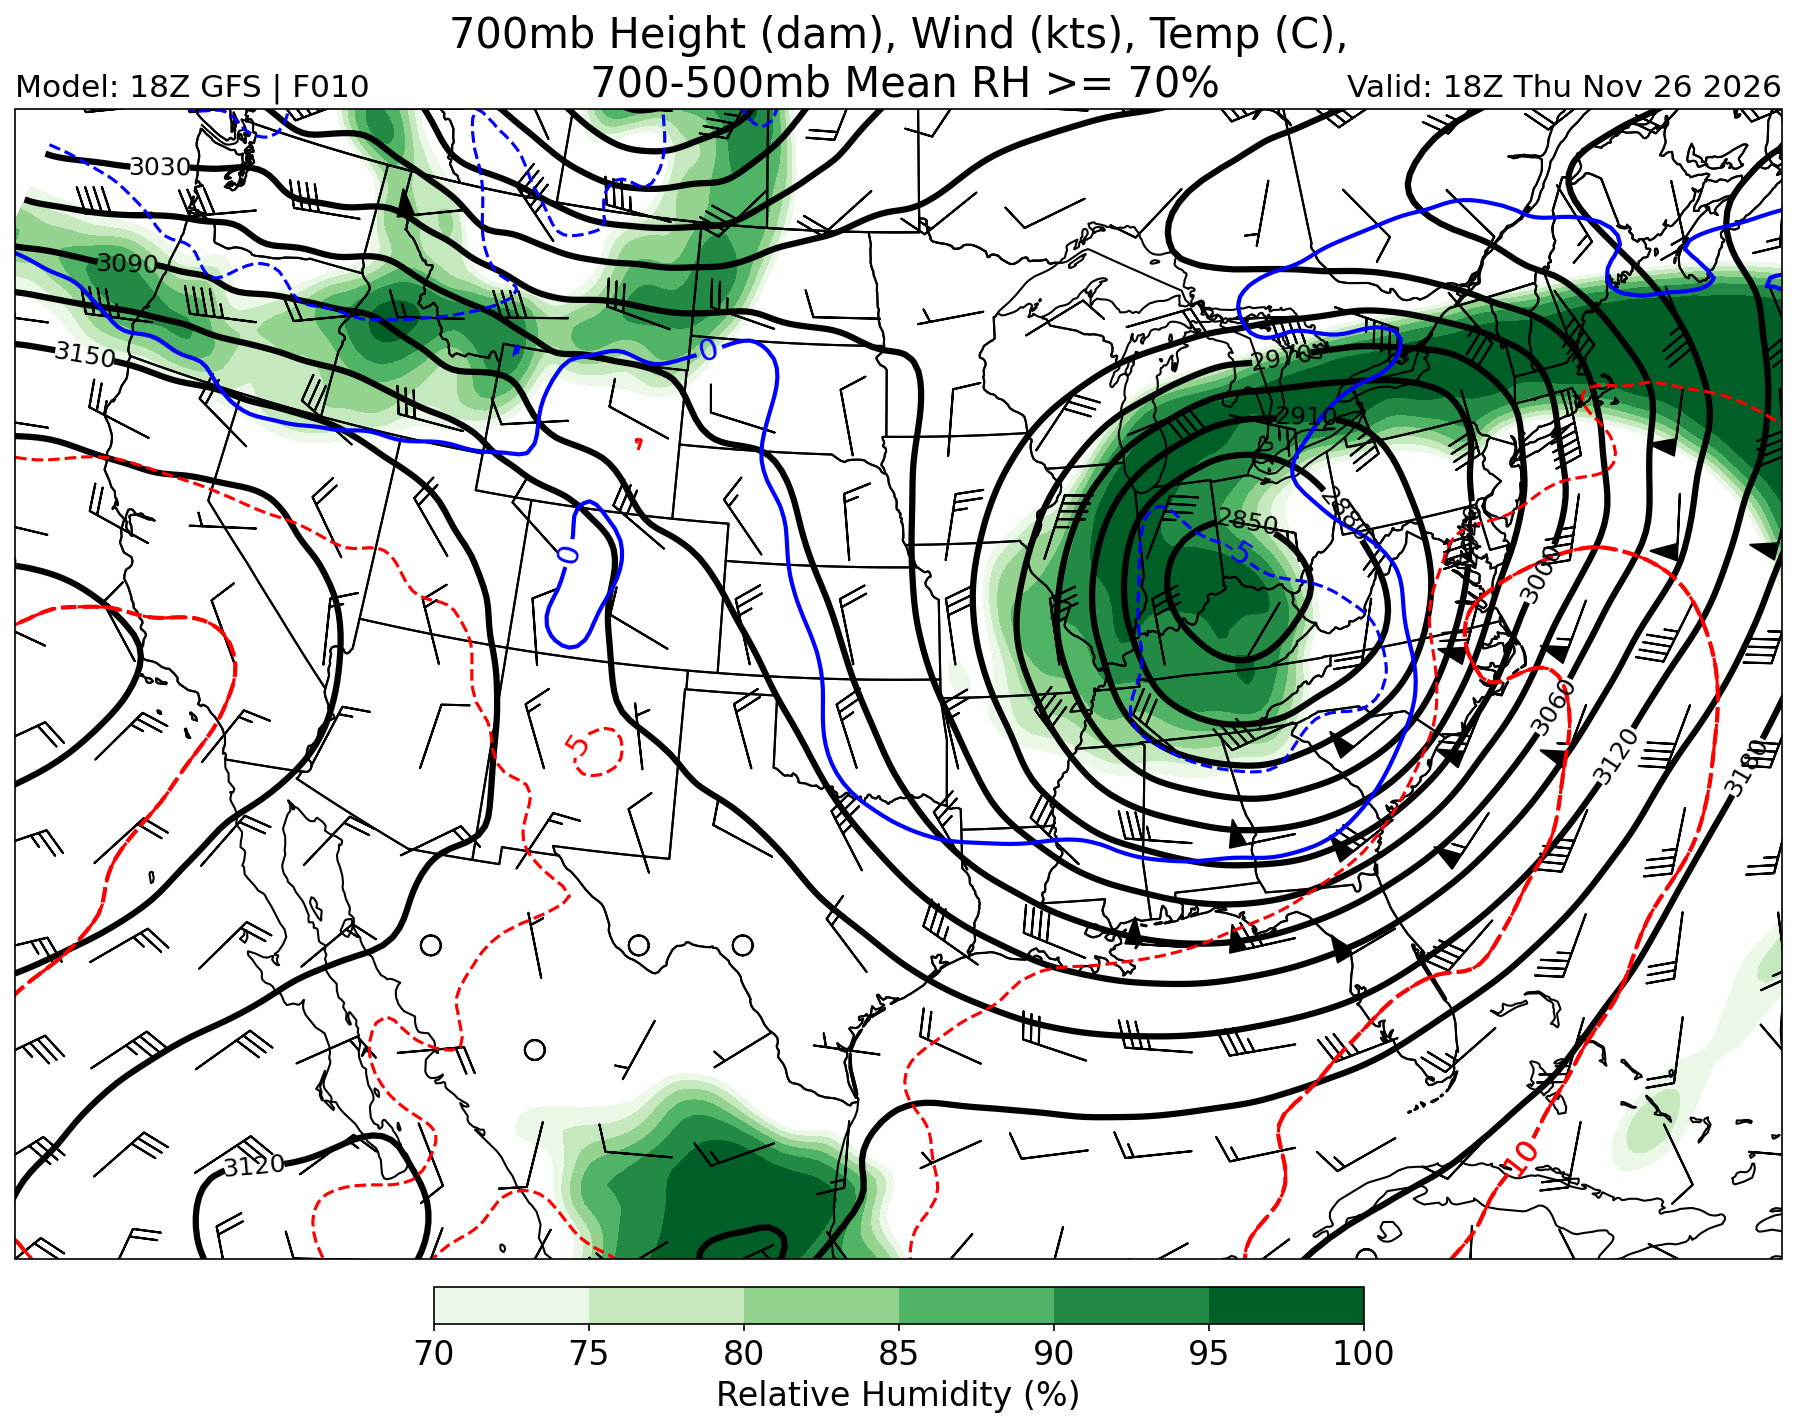 700mb Height (dam), Wind (kts), Temp (C),
700-500mb Mean RH >= 70%
Model: 18Z GFS | F010
Valid: 18Z Thu Nov 26 2026
3030
3090
3150
0
2970
2910
2880
2850
-5
0
3000
3060
3120
3180
5
10
3120
70 75 80 85 90 95 100
Relative Humidity (%)